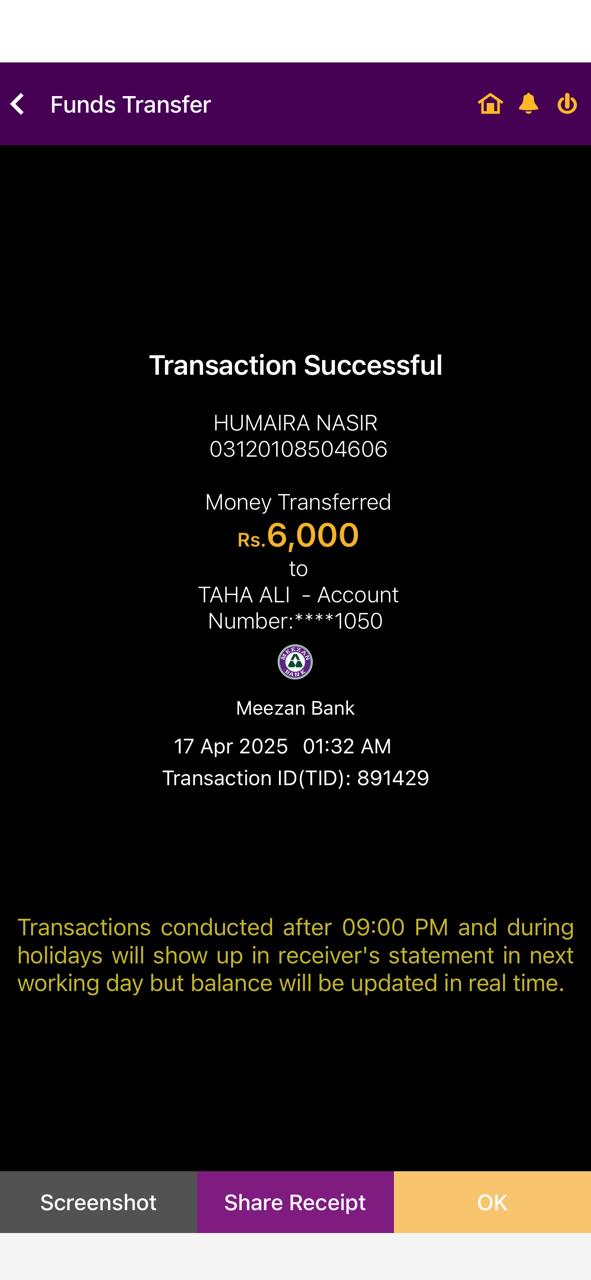 Funds Transfer
Transaction Successful
HUMAIRA NASIR
03120108504606
Money Transferred
Rs.6,000
to
TAHA ALI  - Account
Number:****1050
MEEZAN
BANK
Meezan Bank
17 Apr 2025  01:32 AM
Transaction ID(TID): 891429
Transactions conducted after 09:00 PM and during
holidays will show up in receiver's statement in next
working day but balance will be updated in real time.
Screenshot
Share Receipt
OK